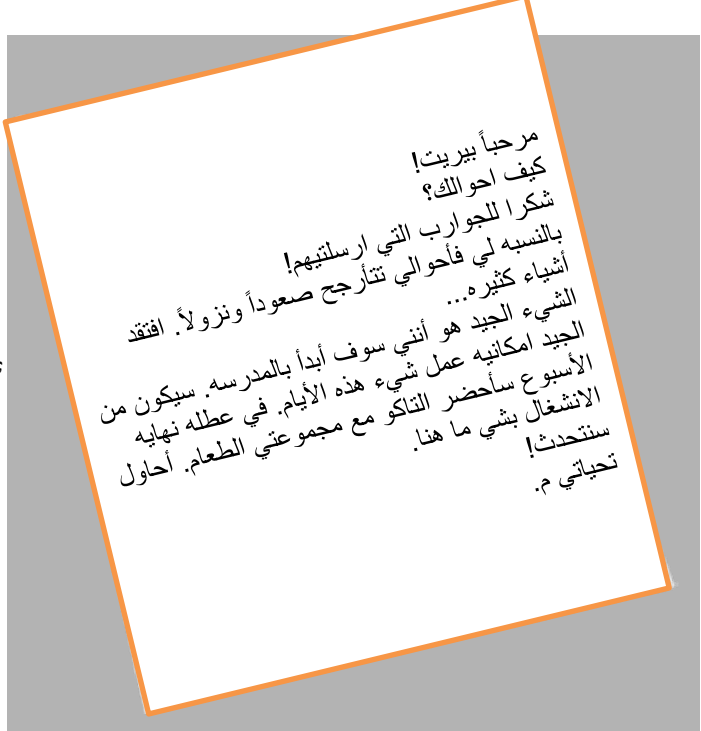 مرحباً بيريت!
كيف احوالك؟
شكرا للجوارب التي ارسلتيهم!
بالنسبه لي فأحوالي تتأرجح صعوداً ونزولاً. افتقد
أشياء كثيره...
الشيء الجيد هو أنني سوف أبدأ بالمدرسه. سيكون من
الجيد امكانيه عمل شيء هذه الأيام. في عطله نهايه
الأسبوع سأحضر التاكو مع مجموعتي الطعام. أحاول
الانشغال بشي ما هنا.
سنتحدث!
تحياتي م.